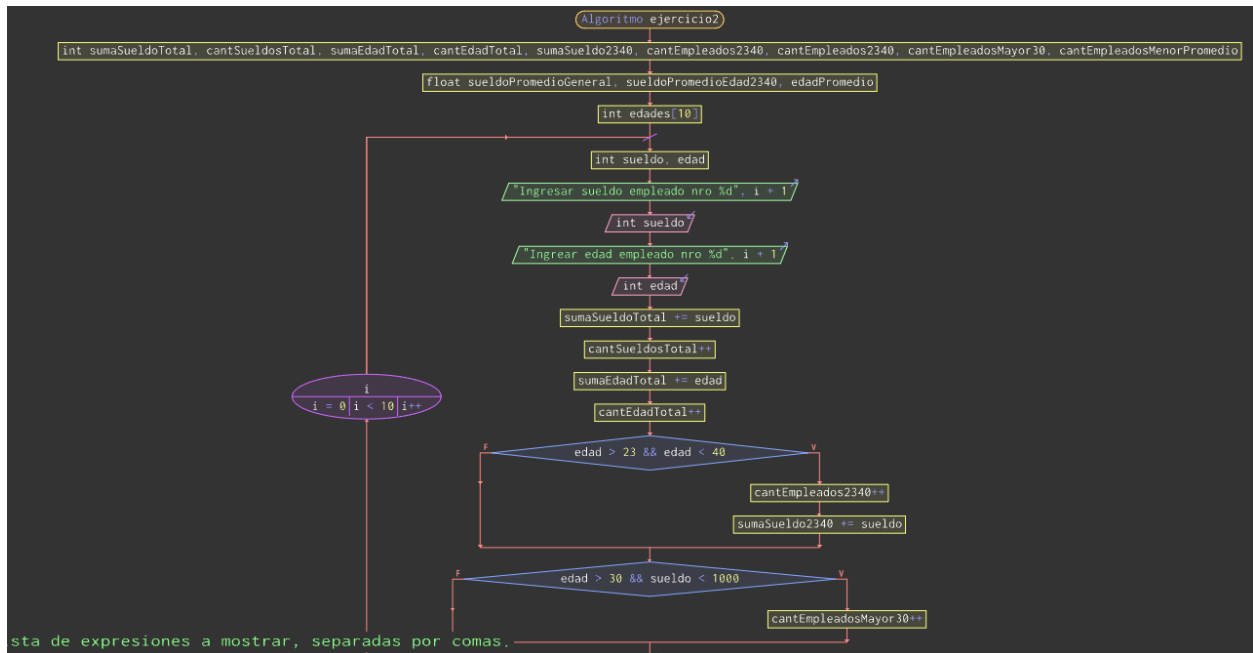 Algoritmo ejercicio2
int sumaSueldoTotal, cantSueldosTotal, sumaEdadTotal, cantEdadTotal, sumaSueldo2340, cantEmpleados2340, cantEmpleados2340, cantEmpleadosMayor30, cantEmpleadosMenorPromedio
float sueldoPromedioGeneral, sueldoPromedioEdad2340, edadPromedio
int edades[10]
int sueldo, edad
"Ingresar sueldo empleado nro %d", i + 1
int sueldo
"Ingrear edad empleado nro %d", i + 1
int edad
sumaSueldoTotal += sueldo
cantSueldosTotal++
sumaEdadTotal += edad
i
i = 0 i < 10 i++
cantEdadTotal++
F V
edad > 23 && edad < 40
cantEmpleados2340++
sumaSueldo2340 += sueldo
F V
edad > 30 && sueldo < 1000
cantEmpleadosMayor30++
sta de expresiones a mostrar, separadas por comas.